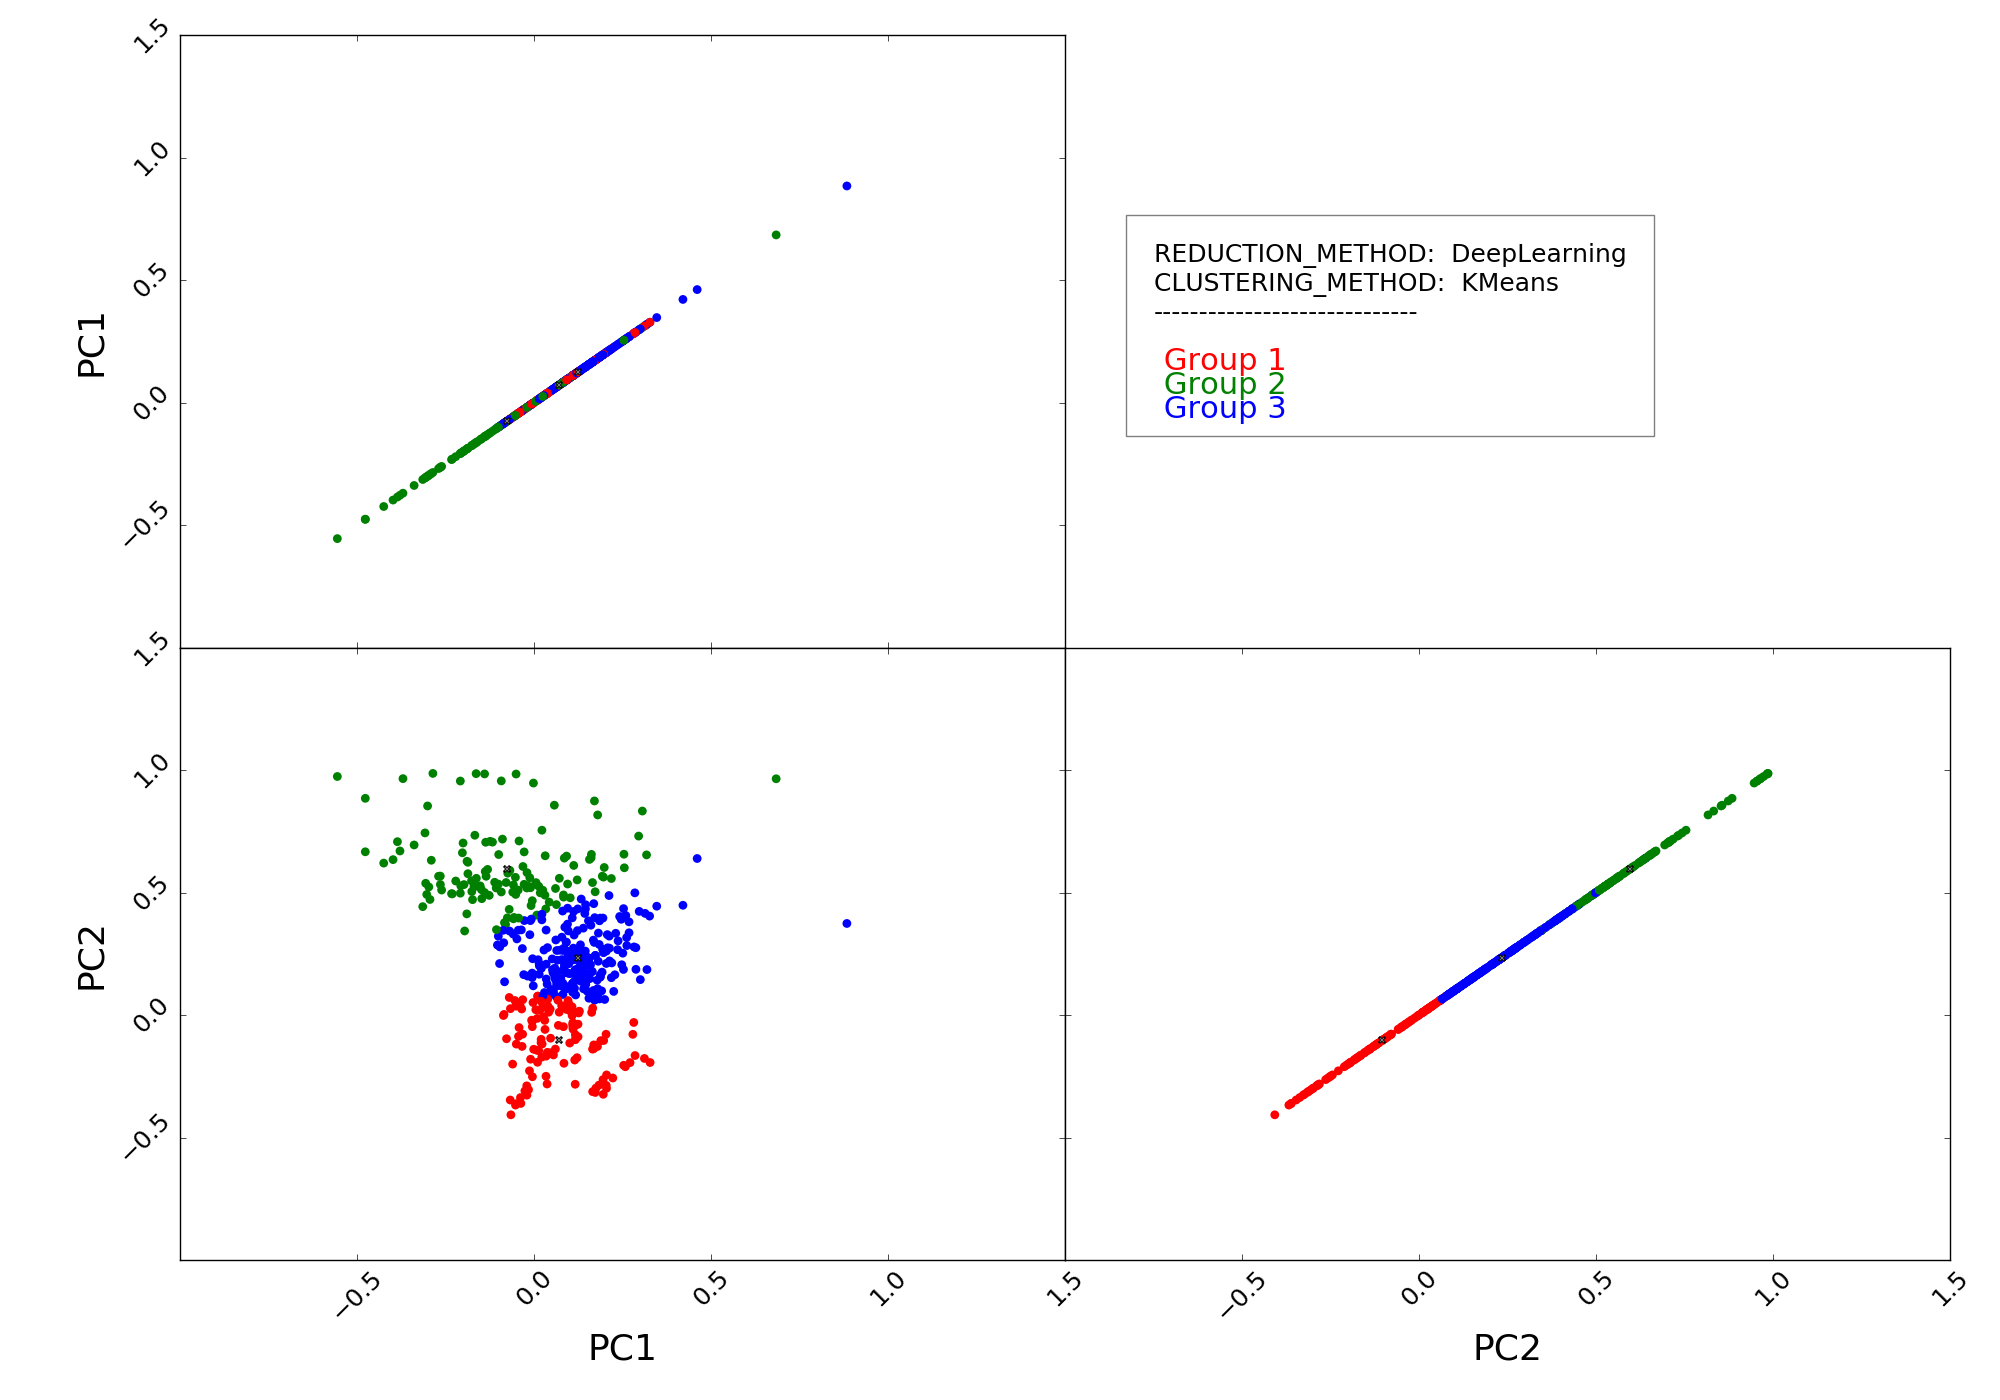 1.5
1.0
0.5
0.0
−0.5
PC1
REDUCTION_METHOD: DeepLearning
CLUSTERING_METHOD: KMeans
-----------------------------
Group 1
Group 2
Group 3
1.5
1.0
0.5
0.0
−0.5
PC2
−0.5 0.0 0.5 1.0 1.5
PC1
−0.5 0.0 0.5 1.0 1.5
PC2